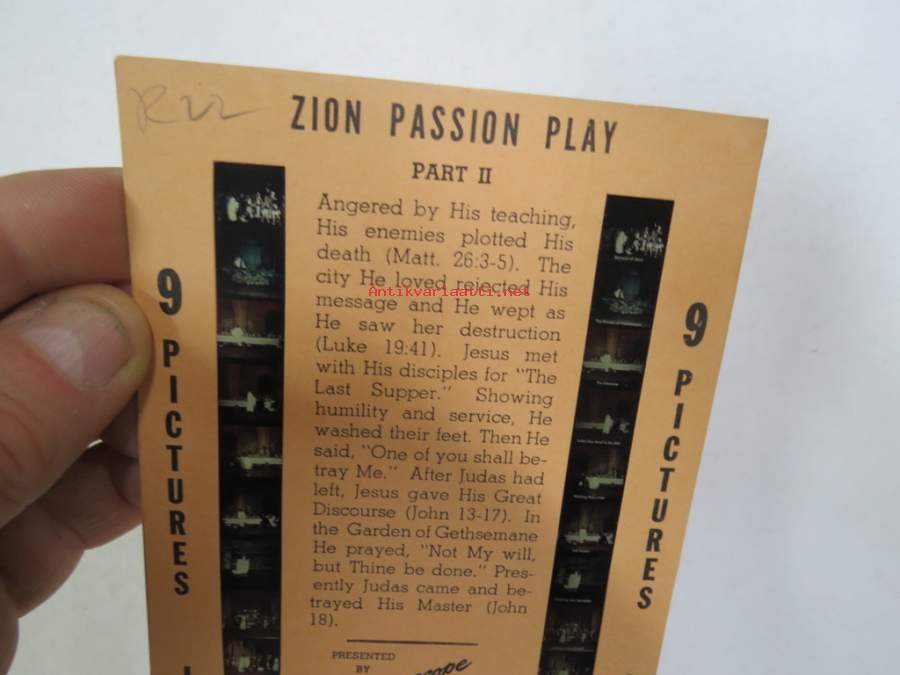 R22
ZION PASSION PLAY
PART II
Angered by His teaching,
His enemies plotted His
death (Matt. 26:3-5). The
city He loved rejected His
message and He wept as
He saw her destruction
(Luke 19:41). Jesus met
with His disciples for "The
Last Supper." Showing
humility and service, He
washed their feet. Then He
said, "One of you shall be-
tray Me." After Judas had
left, Jesus gave His Great
Discourse (John 13-17). In
the Garden of Gethsemane
He prayed, "Not My will,
but Thine be done." Pres-
ently Judas came and be-
trayed His Master (John
18).
PRESENTED
BY
9 PICTURES
9 PICTURES
Antikvariaatti.net